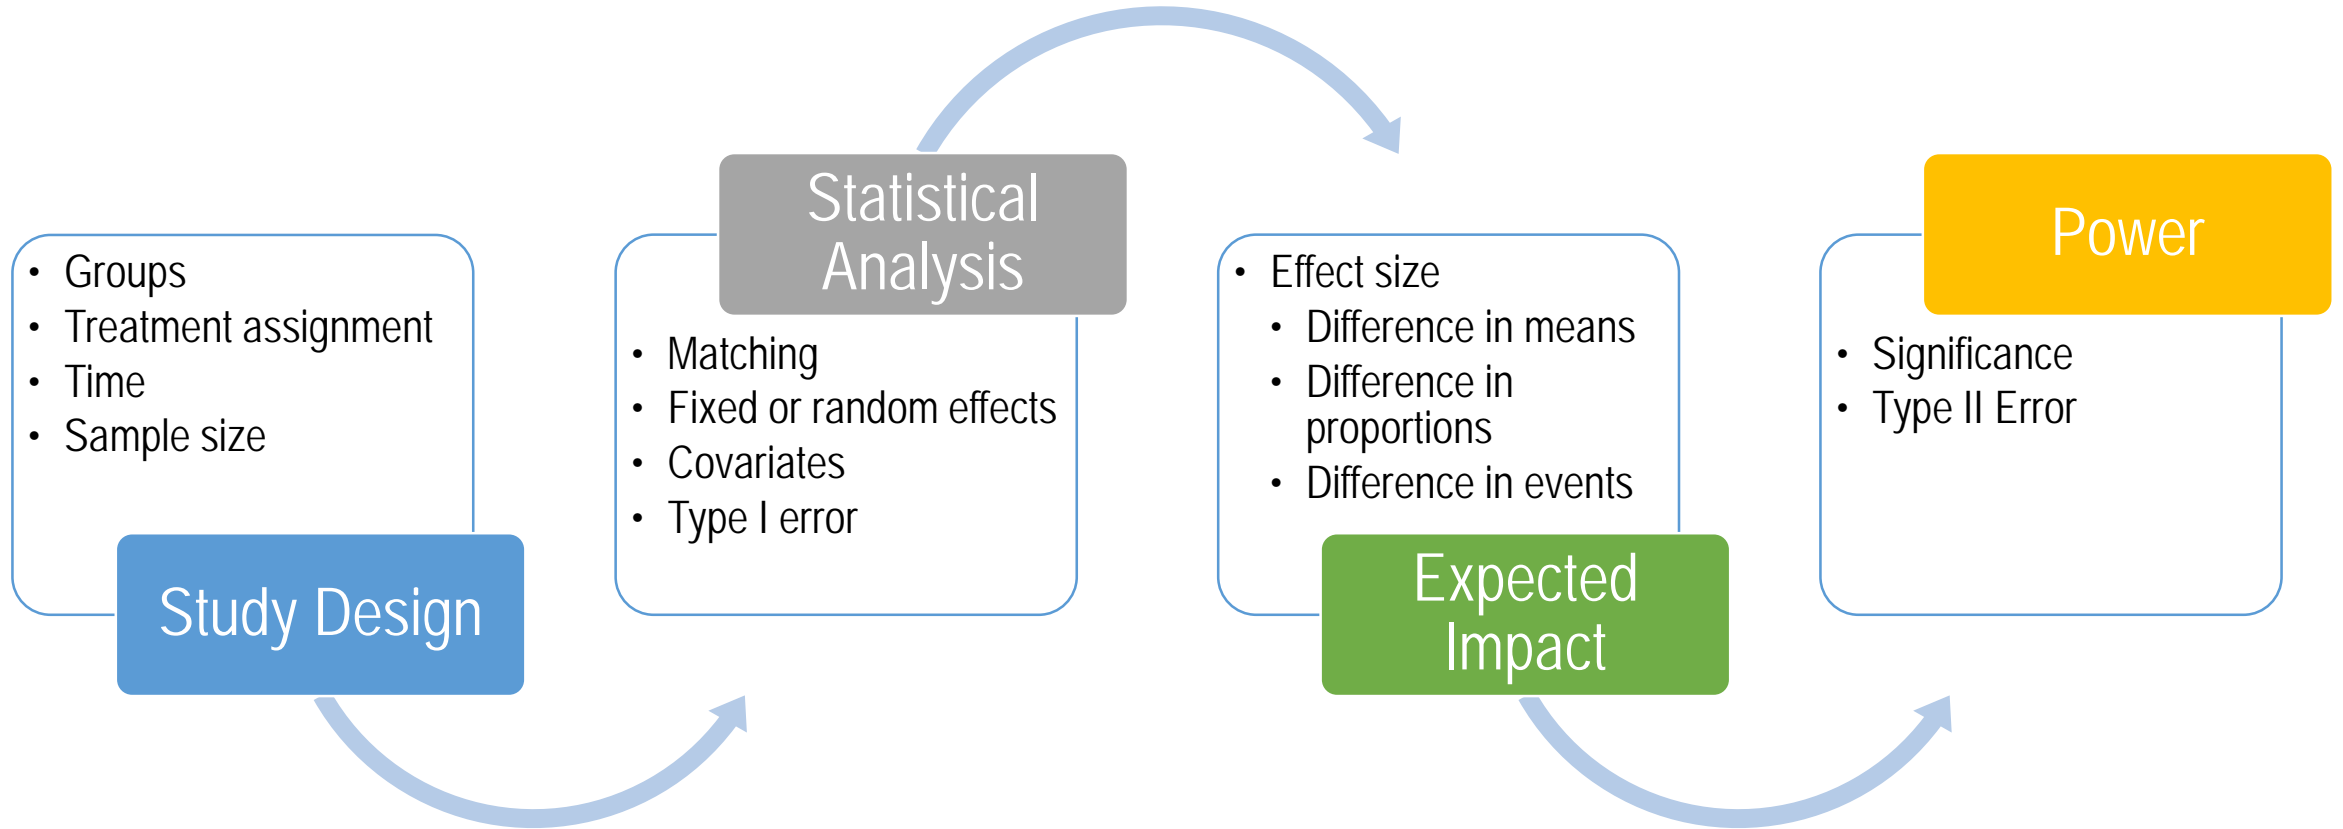 • Groups
• Treatment assignment
• Time
• Sample size
Study Design
Statistical
Analysis
• Matching
• Fixed or random effects
• Covariates
• Type I error
• Effect size
• Difference in means
• Difference in
proportions
• Difference in events
Expected
Impact
Power
• Significance
• Type II Error